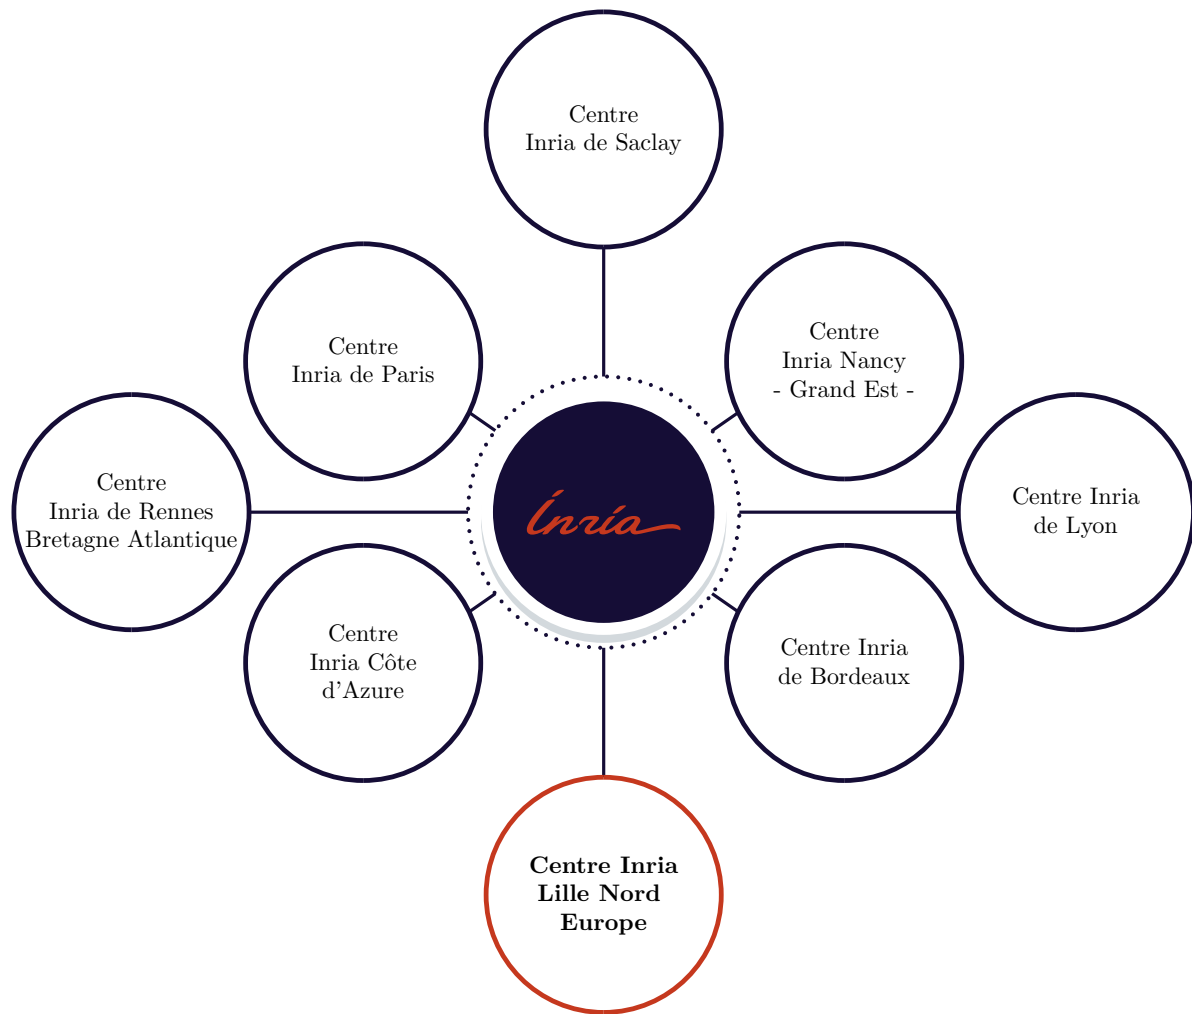 Centre
Inria de Saclay
Centre
Inria de Paris
Centre
Inria Nancy
- Grand Est -
Centre
Inria de Rennes
Bretagne Atlantique
Inría
Centre Inria
de Lyon
Centre
Inria Côte
d'Azure
Centre Inria
de Bordeaux
Centre Inria
Lille Nord
Europe